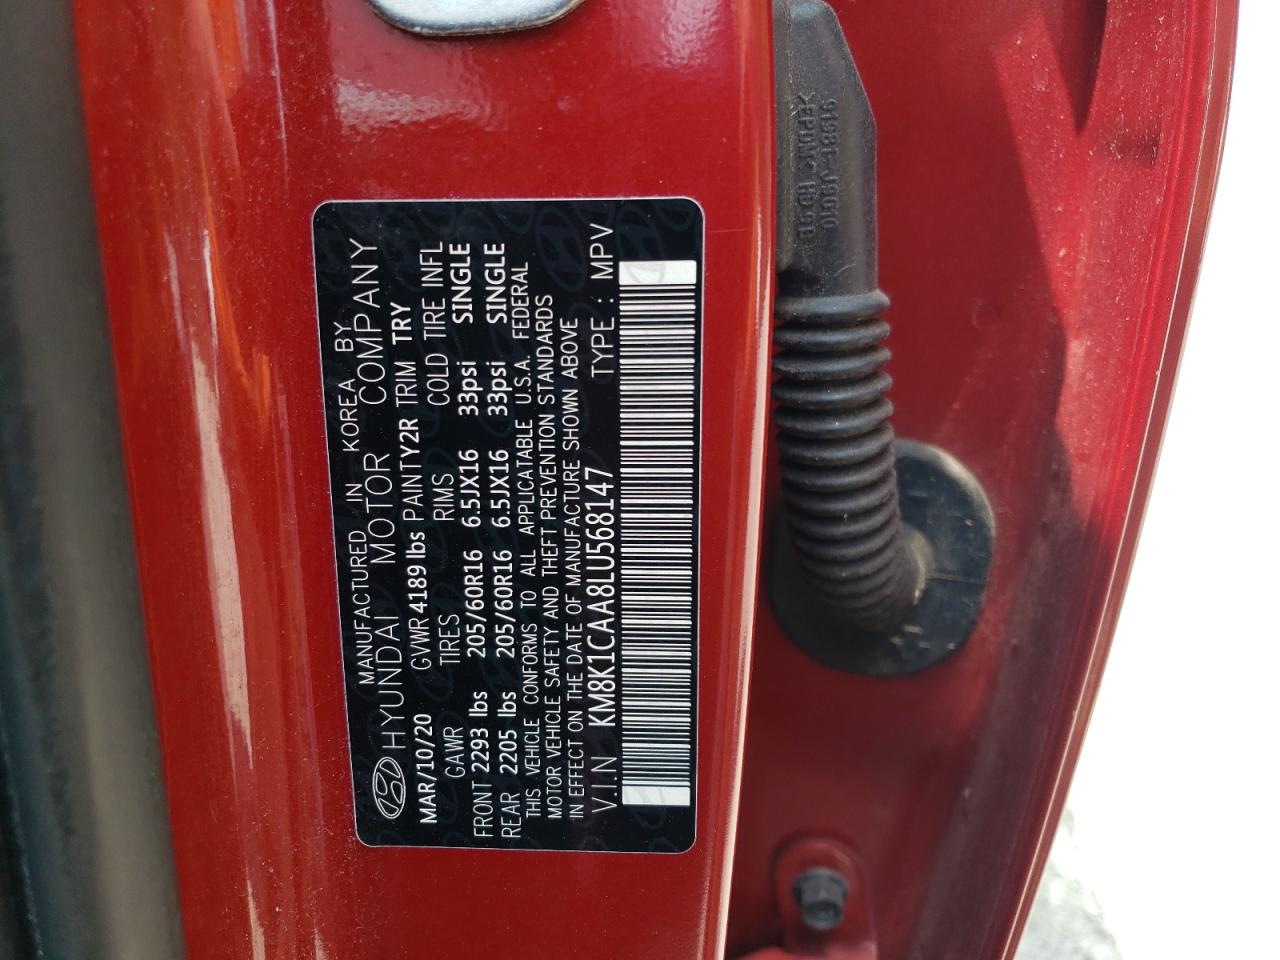 MANUFACTURED IN KOREA BY
HYUNDAI MOTOR COMPANY
MAR/10/20 GVWR 4189 lbs PAINTY2R TRIM TRY
GAWR TIRES RIMS COLD TIRE INFL
FRONT 2293 lbs 205/60R16 6.5JX16 33psi SINGLE
REAR 2205 lbs 205/60R16 6.5JX16 33psi SINGLE
THIS VEHICLE CONFORMS TO ALL APPLICATABLE U.S.A. FEDERAL
MOTOR VEHICLE SAFETY AND THEFT PREVENTION STANDARDS
IN EFFECT ON THE DATE OF MANUFACTURE SHOWN ABOVE
V.I.N KM8K1CAA8LU568147 TYPE : MPV
91981-J9010